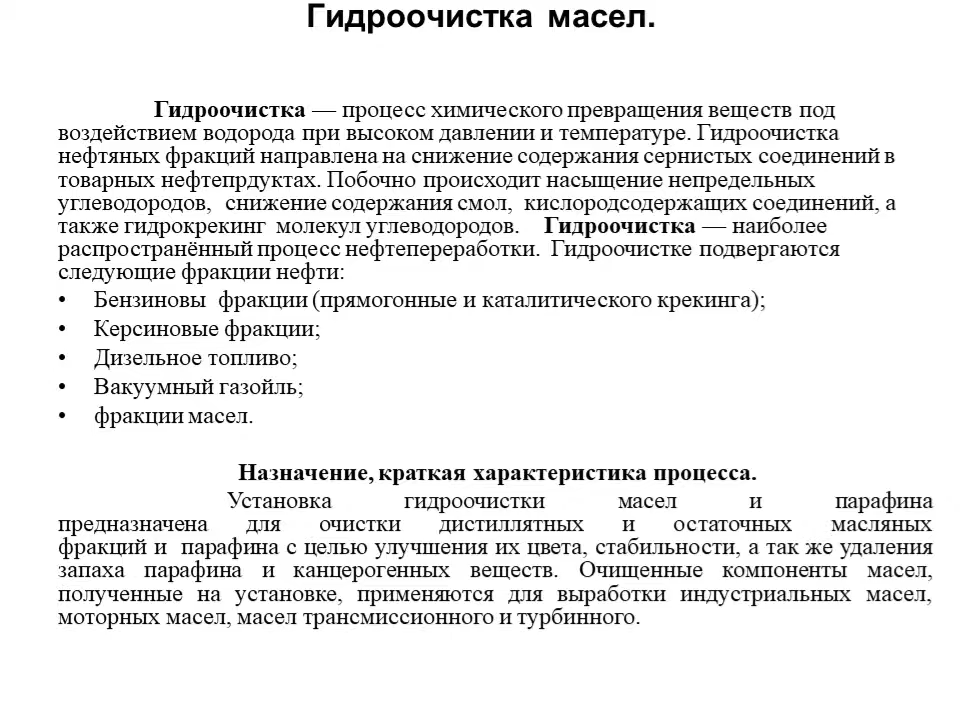 Гидроочистка масел.
Гидроочистка — процесс химического превращения веществ под
воздействием водорода при высоком давлении и температуре. Гидроочистка
нефтяных фракций направлена на снижение содержания сернистых соединений в
товарных нефтепрдуктах. Побочно происходит насыщение непредельных
углеводородов, снижение содержания смол, кислородсодержащих соединений, а
также гидрокрекинг молекул углеводородов. Гидроочистка — наиболее
распространённый процесс нефтепереработки. Гидроочистке подвергаются
следующие фракции нефти:
• Бензиновы фракции (прямогонные и каталитического крекинга);
• Керсиновые фракции;
• Дизельное топливо;
• Вакуумный газойль;
• фракции масел.
Назначение, краткая характеристика процесса.
Установка гидроочистки масел и парафина
предназначена для очистки дистиллятных и остаточных масляных
фракций и парафина с целью улучшения их цвета, стабильности, а так же удаления
запаха парафина и канцерогенных веществ. Очищенные компоненты масел,
полученные на установке, применяются для выработки индустриальных масел,
моторных масел, масел трансмиссионного и турбинного.